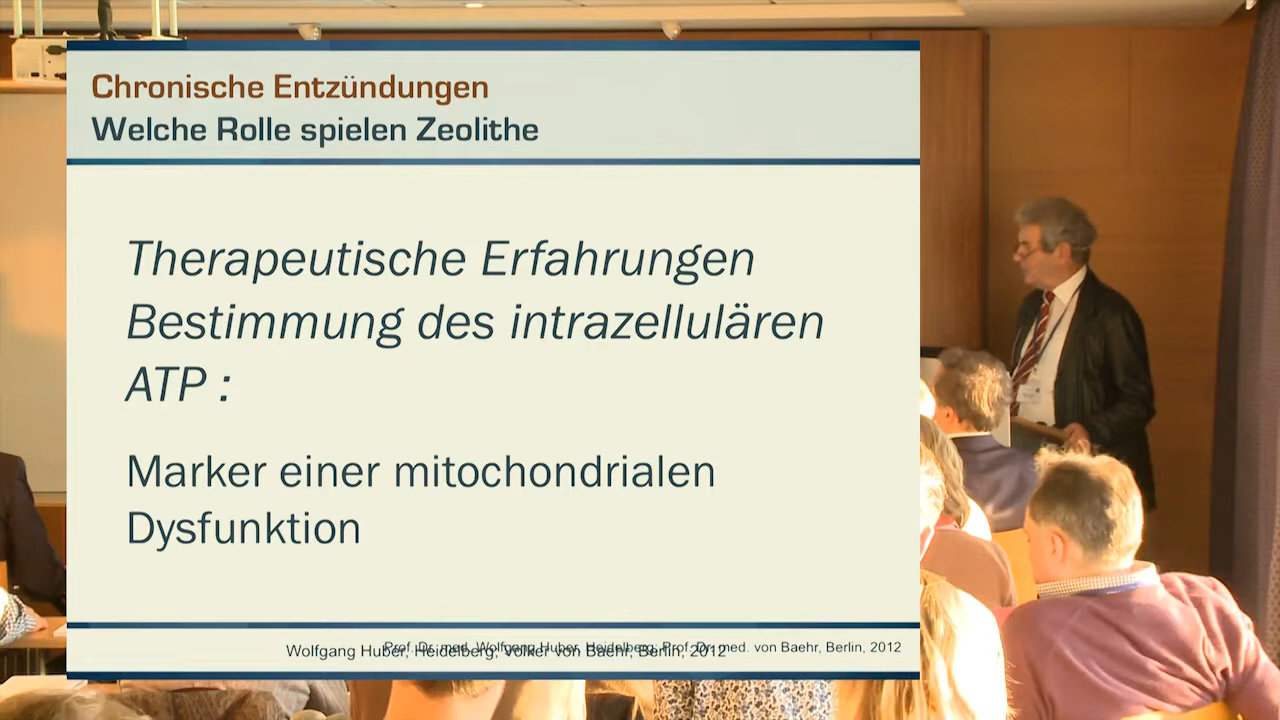 Chronische Entzündungen
Welche Rolle spielen Zeolithe
Therapeutische Erfahrungen
Bestimmung des intrazellulären
ATP :
Marker einer mitochondrialen
Dysfunktion
Wolfgang Huber, Heidelberg, Volker von Baehr, Berlin, 2012
Prof. Dr. med. Wolfgang Huber, Heidelberg, Prof. Dr. med. von Baehr, Berlin, 2012